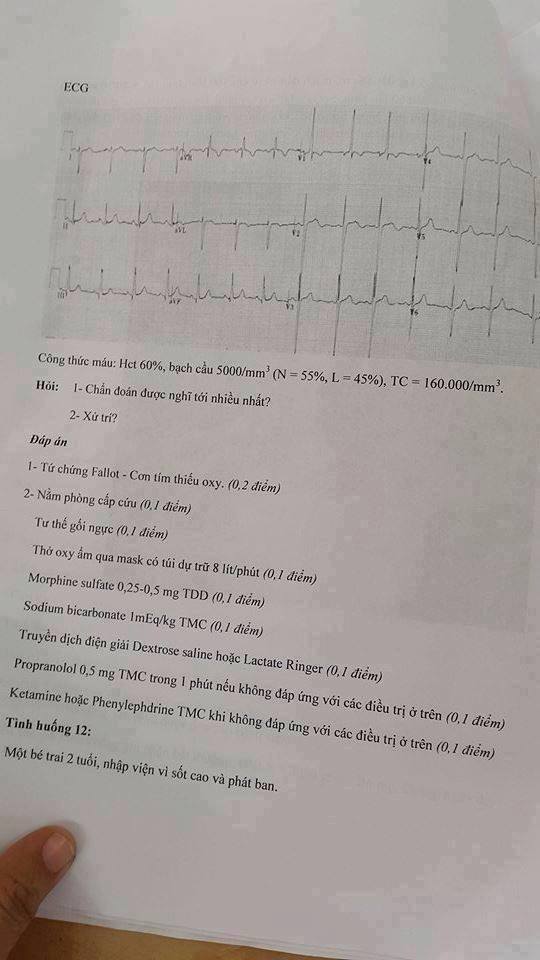 ECG
I aVR V1 V4
II aVL V2 V5
III aVF V3 V6
Công thức máu: Hct 60%, bạch cầu 5000/mm³ (N = 55%, L = 45%), TC = 160.000/mm³.
Hỏi: 1- Chẩn đoán được nghĩ tới nhiều nhất?
2- Xử trí?
Đáp án
1- Tứ chứng Fallot - Cơn tím thiếu oxy. (0,2 điểm)
2- Nằm phòng cấp cứu (0,1 điểm)
Tư thế gối ngực (0,1 điểm)
Thở oxy ẩm qua mask có túi dự trữ 8 lít/phút (0,1 điểm)
Morphine sulfate 0,25-0,5 mg TDD (0,1 điểm)
Sodium bicarbonate 1mEq/kg TMC (0,1 điểm)
Truyền dịch điện giải Dextrose saline hoặc Lactate Ringer (0,1 điểm)
Propranolol 0,5 mg TMC trong 1 phút nếu không đáp ứng với các điều trị ở trên (0,1 điểm)
Ketamine hoặc Phenylephdrine TMC khi không đáp ứng với các điều trị ở trên (0,1 điểm)
Tình huống 12:
Một bé trai 2 tuổi, nhập viện vì sốt cao và phát ban.